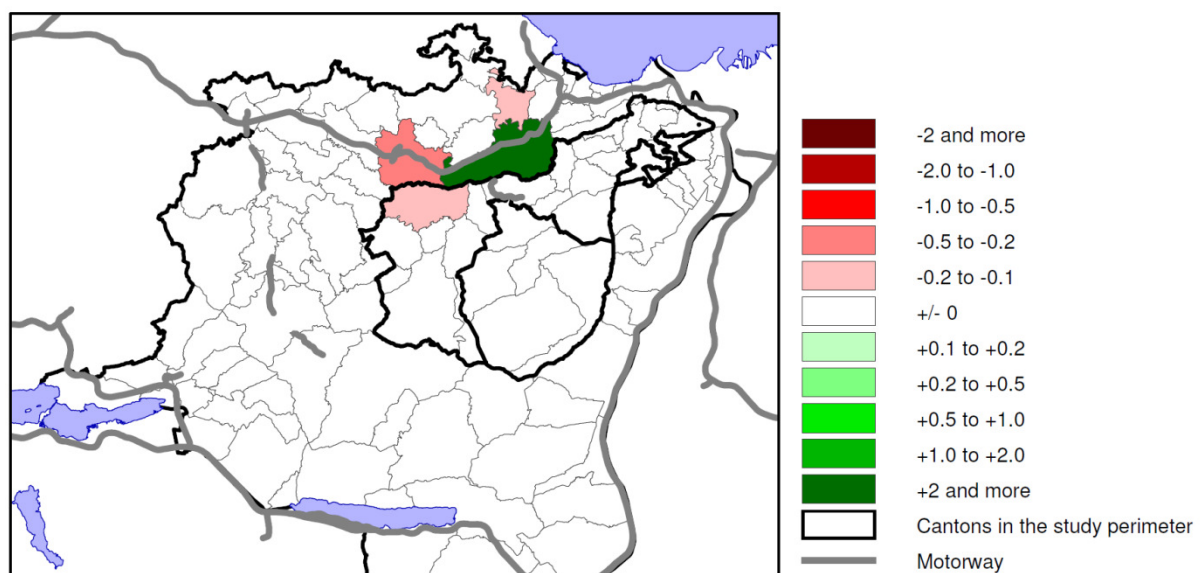 -2 and more
-2.0 to -1.0
-1.0 to -0.5
-0.5 to -0.2
-0.2 to -0.1
+/- 0
+0.1 to +0.2
+0.2 to +0.5
+0.5 to +1.0
+1.0 to +2.0
+2 and more
Cantons in the study perimeter
Motorway